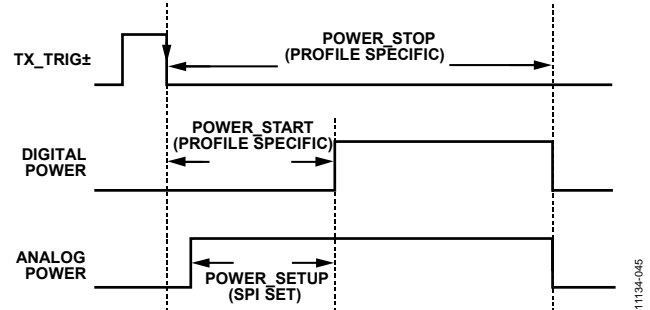 TX_TRIG±
POWER_STOP
(PROFILE SPECIFIC)
POWER_START
(PROFILE SPECIFIC)
DIGITAL
POWER
ANALOG
POWER
POWER_SETUP
(SPI SET)
11134-045